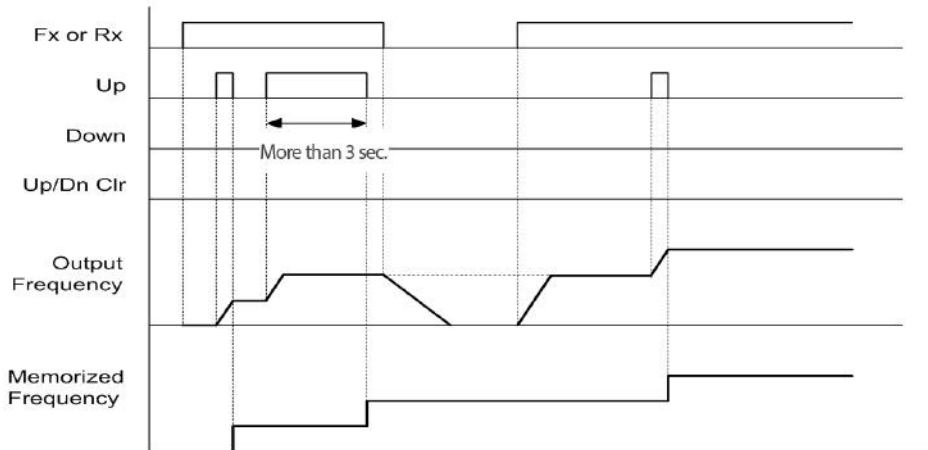 Fx or Rx
Up
Down
More than 3 sec.
Up/Dn Clr
Output
Frequency
Memorized
Frequency